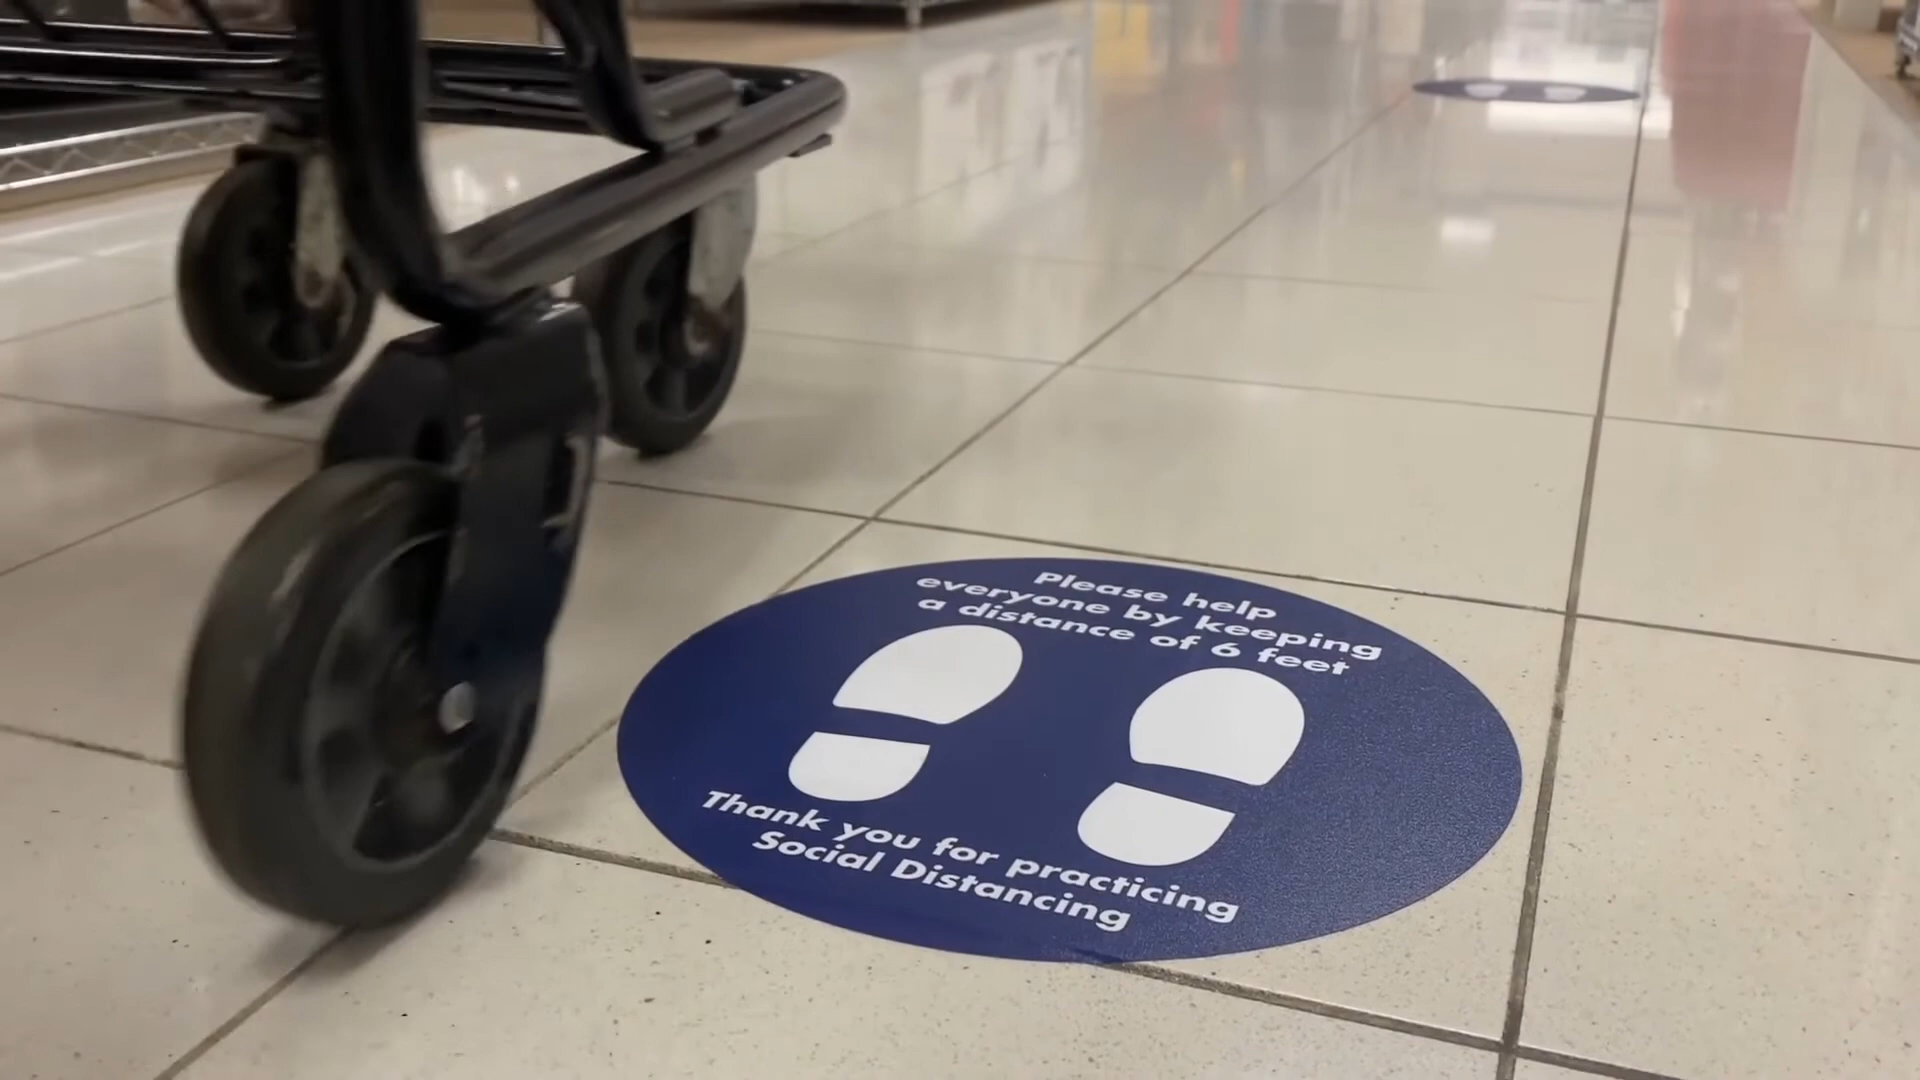 Please help
everyone by keeping
a distance of 6 feet
Thank you for practicing
Social Distancing